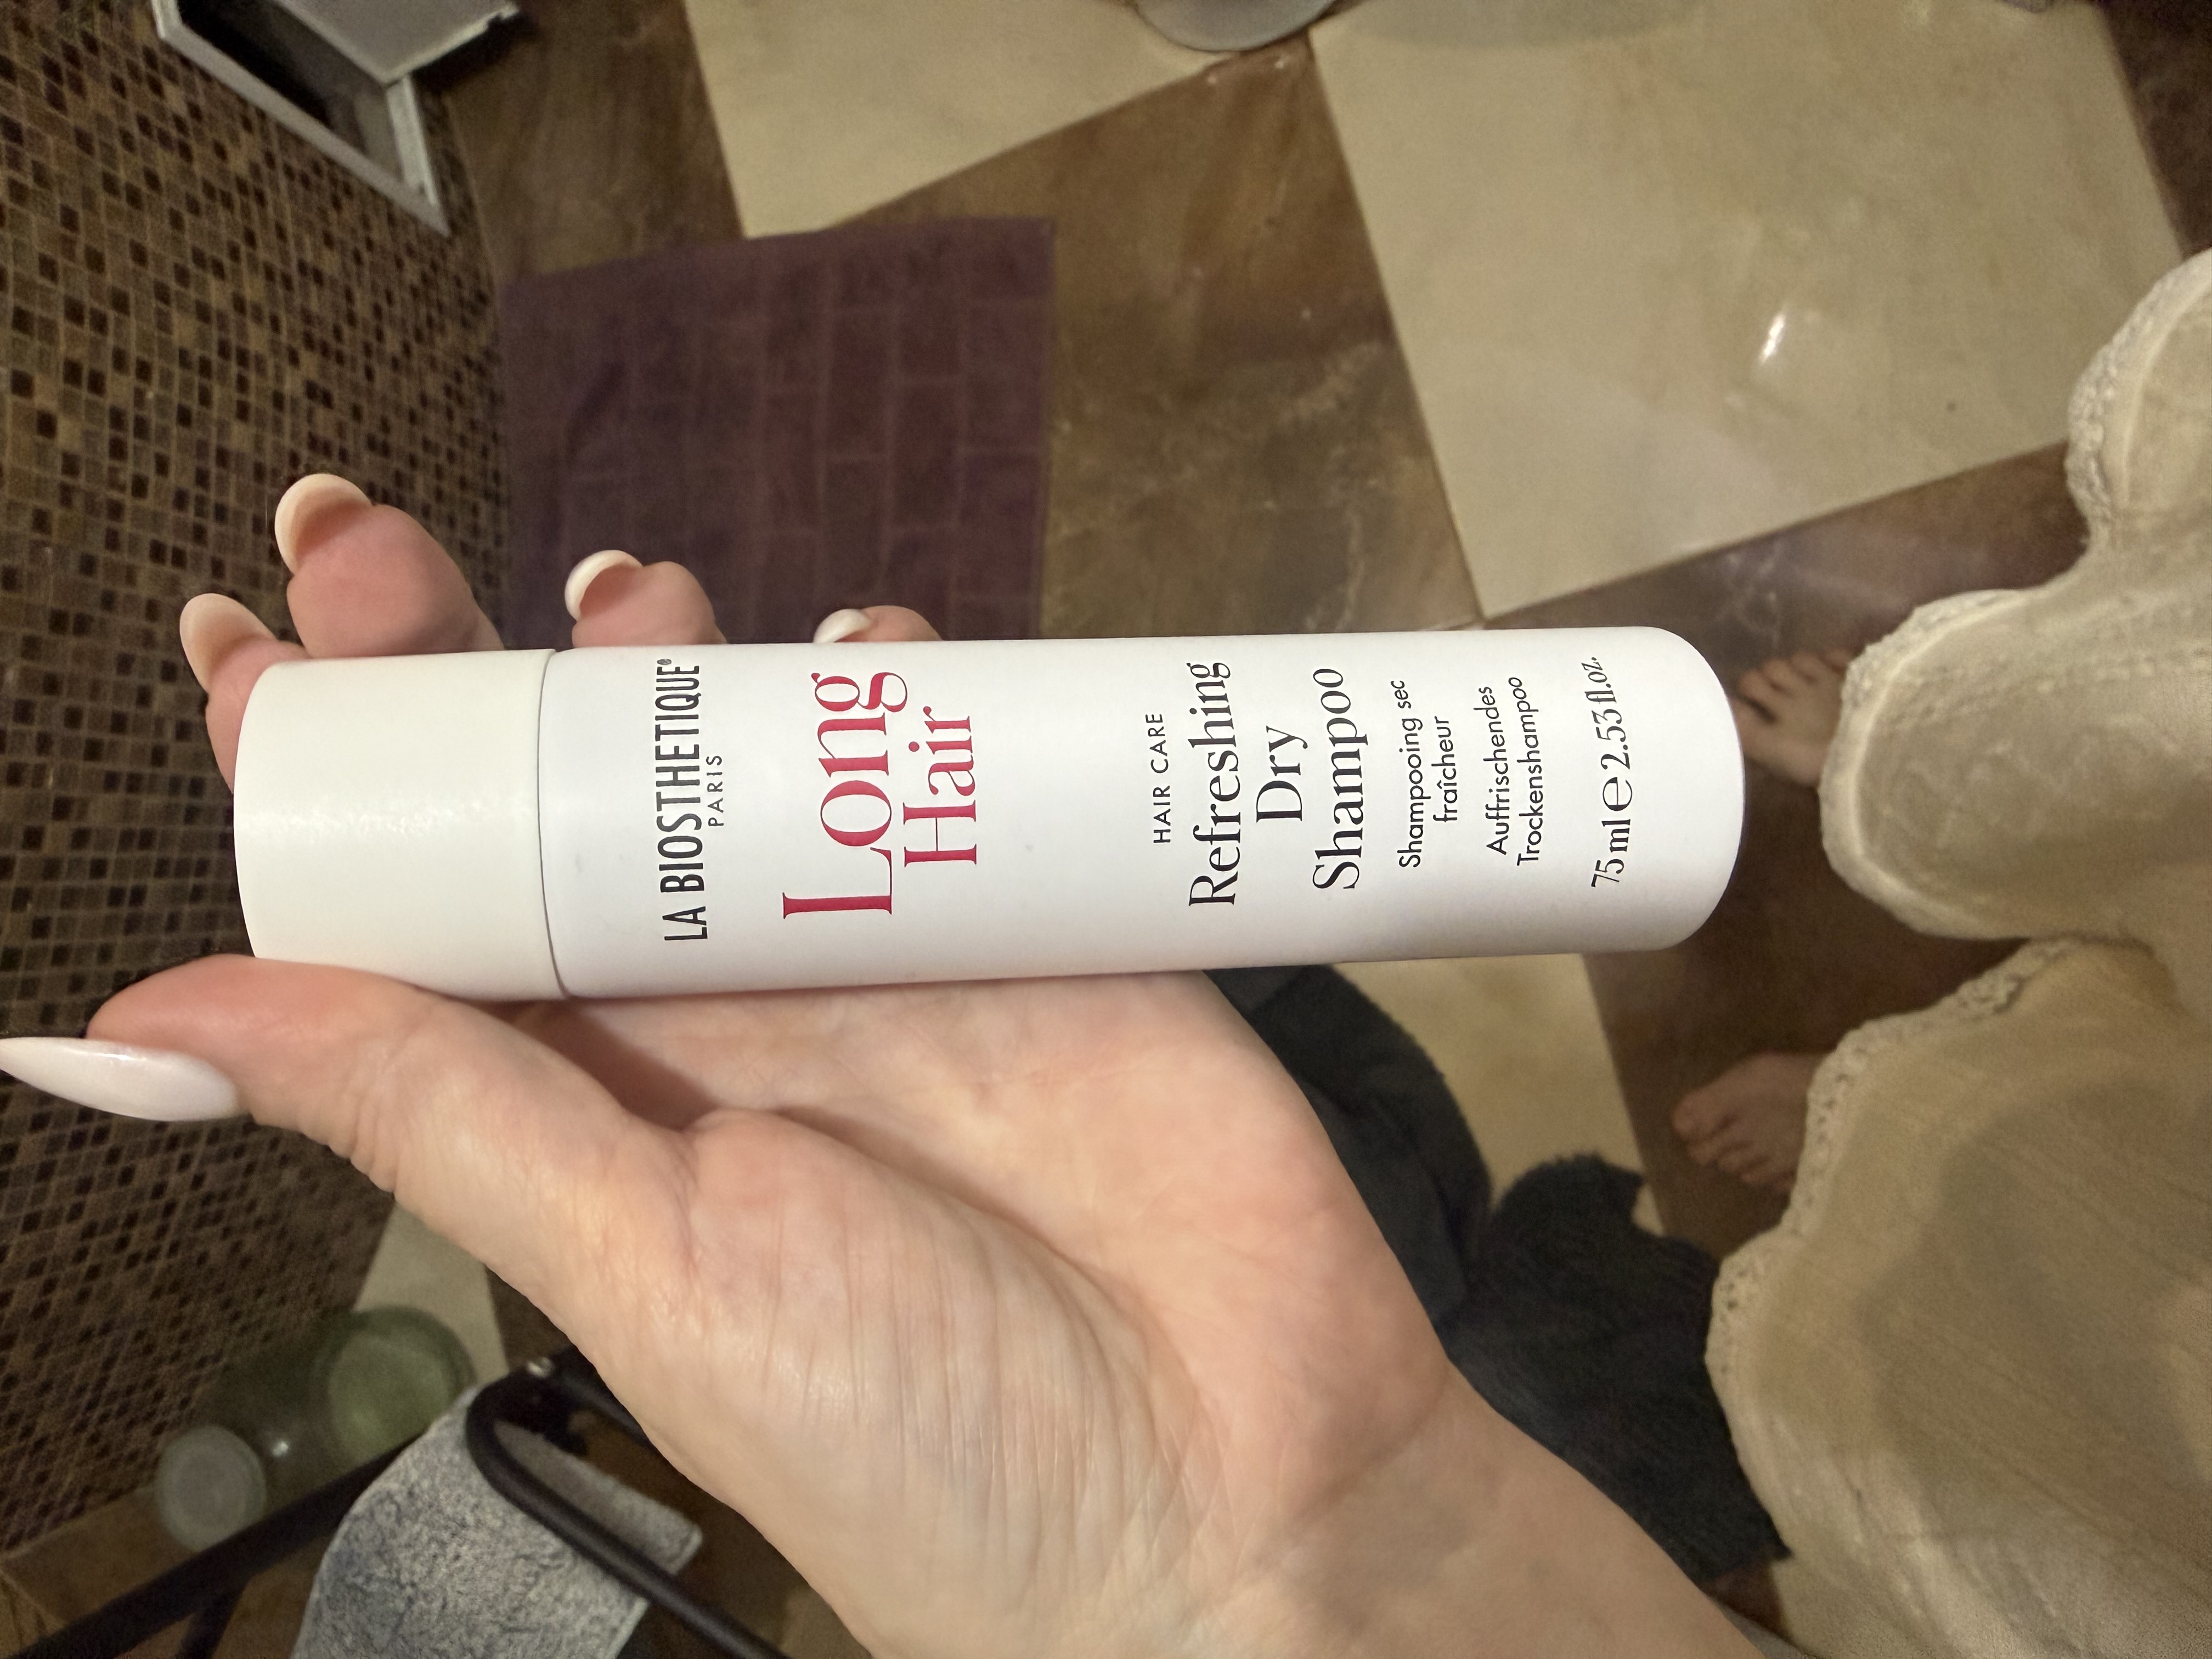 LA BIOSTHETIQUE®
PARIS
Long
Hair
HAIR CARE
Refreshing
Dry
Shampoo
Shampooing sec
fraîcheur
Auffrischendes
Trockenshampoo
75 ml ℮ 2.53 fl.oz.